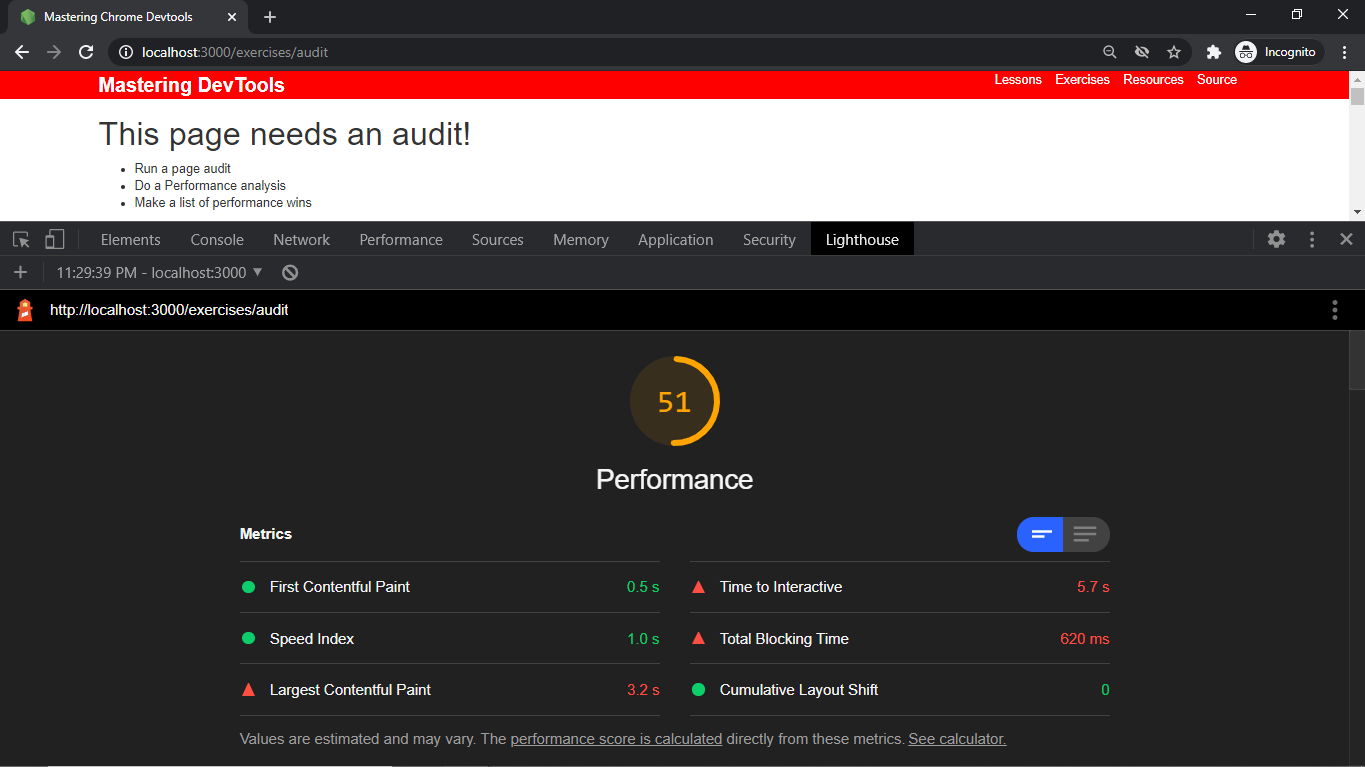 Mastering Chrome Devtools
localhost:3000/exercises/audit
Incognito
Mastering DevTools
Lessons Exercises Resources Source
This page needs an audit!
Run a page audit
Do a Performance analysis
Make a list of performance wins
Elements Console Network Performance Sources Memory Application Security Lighthouse
11:29:39 PM - localhost:3000
http://localhost:3000/exercises/audit
51
Performance
Metrics
First Contentful Paint 0.5 s
Time to Interactive 5.7 s
Speed Index 1.0 s
Total Blocking Time 620 ms
Largest Contentful Paint 3.2 s
Cumulative Layout Shift 0
Values are estimated and may vary. The performance score is calculated directly from these metrics. See calculator.